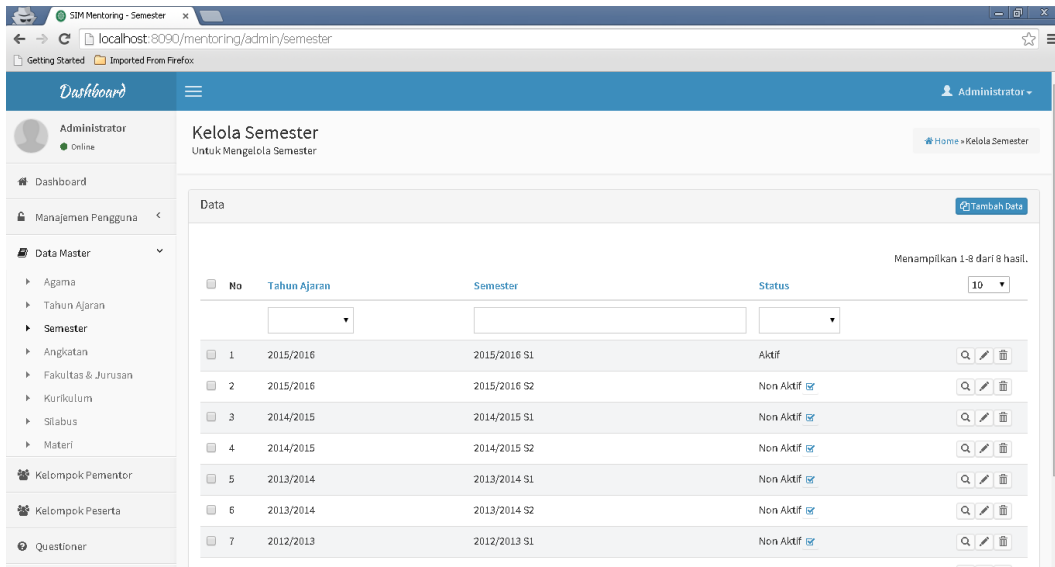 SIM Mentoring - Semester
localhost:8090/mentoring/admin/semester
Getting Started Imported From Firefox
Dashboard
Administrator
Administrator
Online
Kelola Semester
Untuk Mengelola Semester
Home » Kelola Semester
Dashboard
Manajemen Pengguna
Data Master
Agama
Tahun Ajaran
Semester
Angkatan
Fakultas & Jurusan
Kurikulum
Silabus
Materi
Kelompok Pementor
Kelompok Peserta
Questioner
Data
Tambah Data
Menampilkan 1-8 dari 8 hasil.
No Tahun Ajaran Semester Status 10
1 2015/2016 2015/2016 S1 Aktif
2 2015/2016 2015/2016 S2 Non Aktif
3 2014/2015 2014/2015 S1 Non Aktif
4 2014/2015 2014/2015 S2 Non Aktif
5 2013/2014 2013/2014 S1 Non Aktif
6 2013/2014 2013/2014 S2 Non Aktif
7 2012/2013 2012/2013 S1 Non Aktif